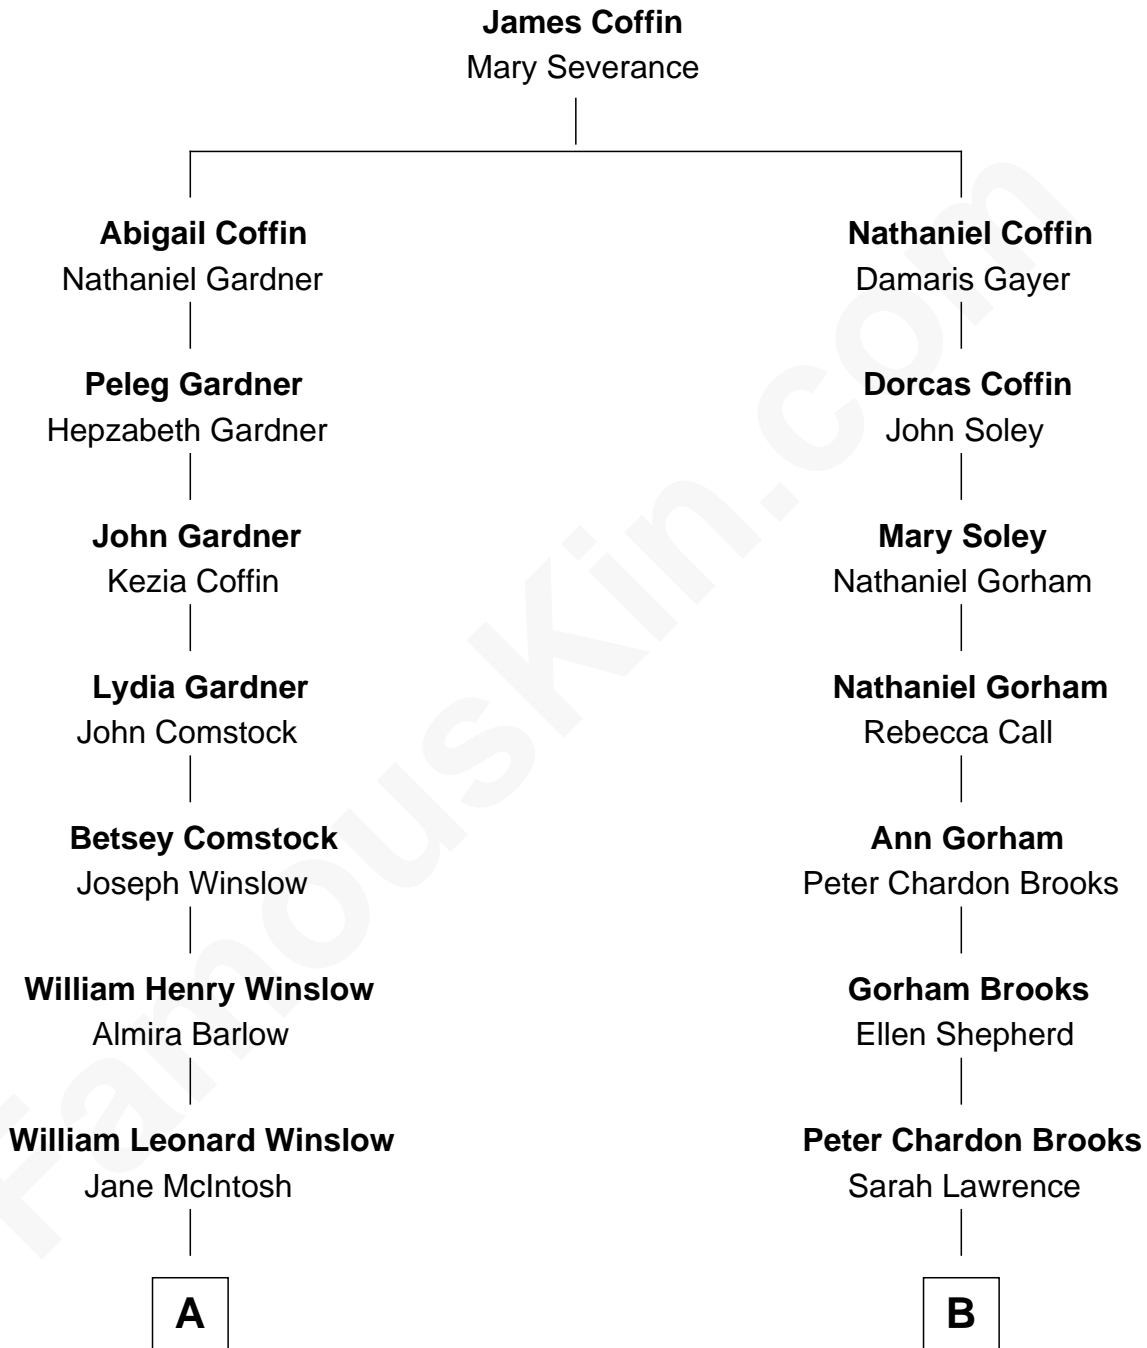 James Coffin
Mary Severance
Abigail Coffin
Nathaniel Gardner
Nathaniel Coffin
Damaris Gayer
Peleg Gardner
Hepzabeth Gardner
Dorcas Coffin
John Soley
John Gardner
Kezia Coffin
Mary Soley
Nathaniel Gorham
Lydia Gardner
John Comstock
Nathaniel Gorham
Rebecca Call
Betsey Comstock
Joseph Winslow
Ann Gorham
Peter Chardon Brooks
William Henry Winslow
Almira Barlow
Gorham Brooks
Ellen Shepherd
William Leonard Winslow
Jane McIntosh
Peter Chardon Brooks
Sarah Lawrence
A
B
FamousKin.com